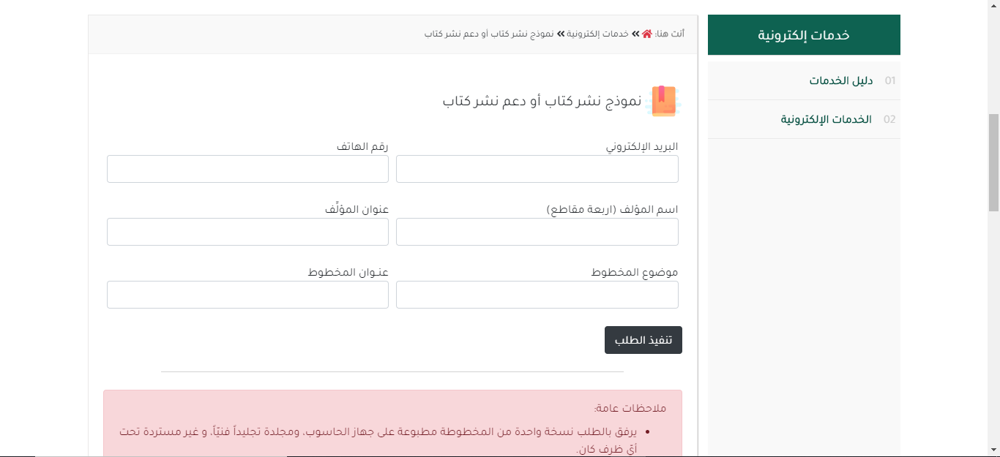 خدمات إلكترونية
01 دليل الخدمات
02 الخدمات الإلكترونية
أنت هنا: » خدمات إلكترونية » نموذج نشر كتاب أو دعم نشر كتاب
نموذج نشر كتاب أو دعم نشر كتاب
البريد الإلكتروني
رقم الهاتف
اسم المؤلف (اربعة مقاطع)
عنوان المؤلِّف
موضوع المخطوط
عنـوان المخطوط
تنفيذ الطلب
ملاحظات عامة:
• يرفق بالطلب نسخة واحدة من المخطوطة مطبوعة على جهاز الحاسوب، ومجلدة تجليداً فنيّاً، و غير مستردة تحت
أيّ ظرف كان.